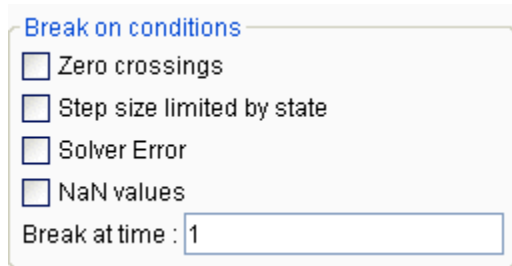 Break on conditions
Zero crossings
Step size limited by state
Solver Error
NaN values
Break at time : 1